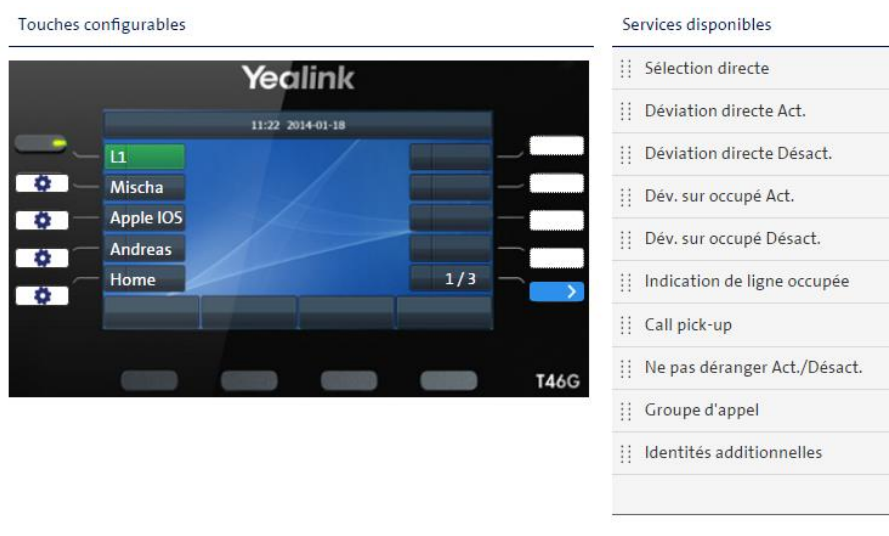 Touches configurables
Yealink
11:22 2014-01-18
L1
Mischa
Apple IOS
Andreas
Home
1/3
T46G
Services disponibles
Sélection directe
Déviation directe Act.
Déviation directe Désact.
Dév. sur occupé Act.
Dév. sur occupé Désact.
Indication de ligne occupée
Call pick-up
Ne pas déranger Act./Désact.
Groupe d'appel
Identités additionnelles